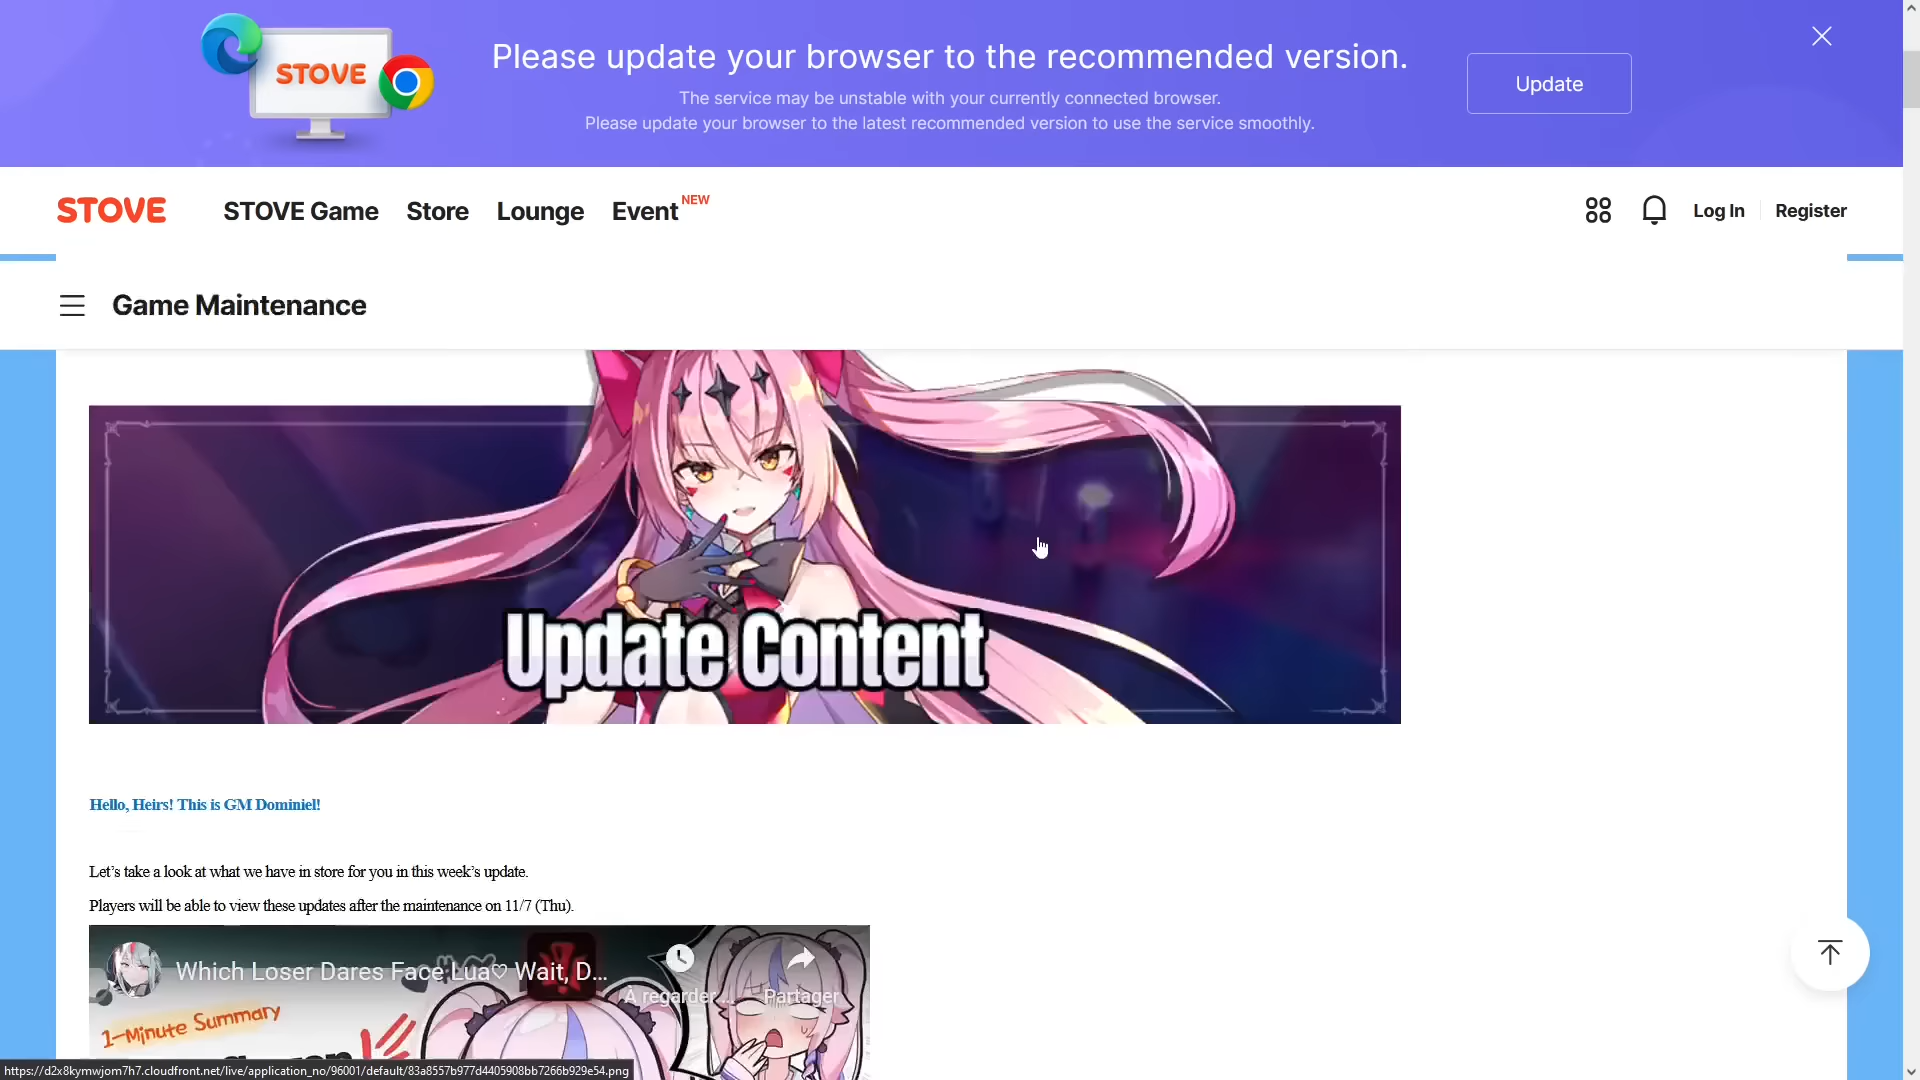 STOVE
Please update your browser to the recommended version.
The service may be unstable with your currently connected browser.
Please update your browser to the latest recommended version to use the service smoothly.
Update
STOVE
STOVE Game
Store
Lounge
Event NEW
Log In
Register
Game Maintenance
Update Content
Hello, Heirs! This is GM Dominiel!
Let's take a look at what we have in store for you in this week's update.
Players will be able to view these updates after the maintenance on 11/7 (Thu).
Which Loser Dares Face Lua♡ Wait, D...
À regarder ...
Partager
1-Minute Summary
https://d2x8kymwjom7h7.cloudfront.net/live/application_no/96001/default/83a8557b977d4405908bb7266b929e54.png